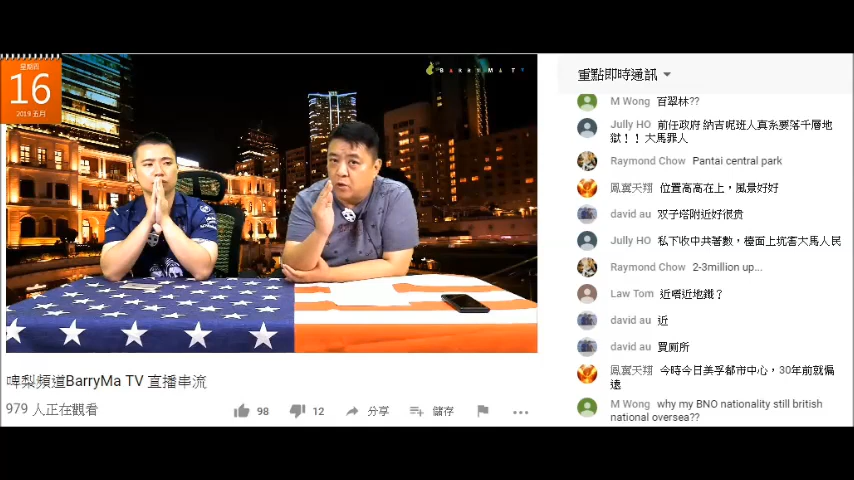 星期四
16
2019 五月
BARRYMA TV
啤梨頻道BarryMa TV 直播串流
979 人正在觀看
98
12
分享
儲存
重點即時通訊
M Wong 百翠林??
Jully HO 前任政府 納吉呢班人真系要落千層地
獄！！ 大馬罪人
Raymond Chow Pantai central park
鳳翼天翔 位置高高在上，風景好好
david au 双子塔附近好很贵
Jully HO 私下收中共著數，檯面上坑害大馬人民
Raymond Chow 2-3million up...
Law Tom 近唔近地鐵？
david au 近
david au 買廁所
鳳翼天翔 今時今日美孚都市中心，30年前就偏
遠
M Wong why my BNO nationality still british
national oversea??